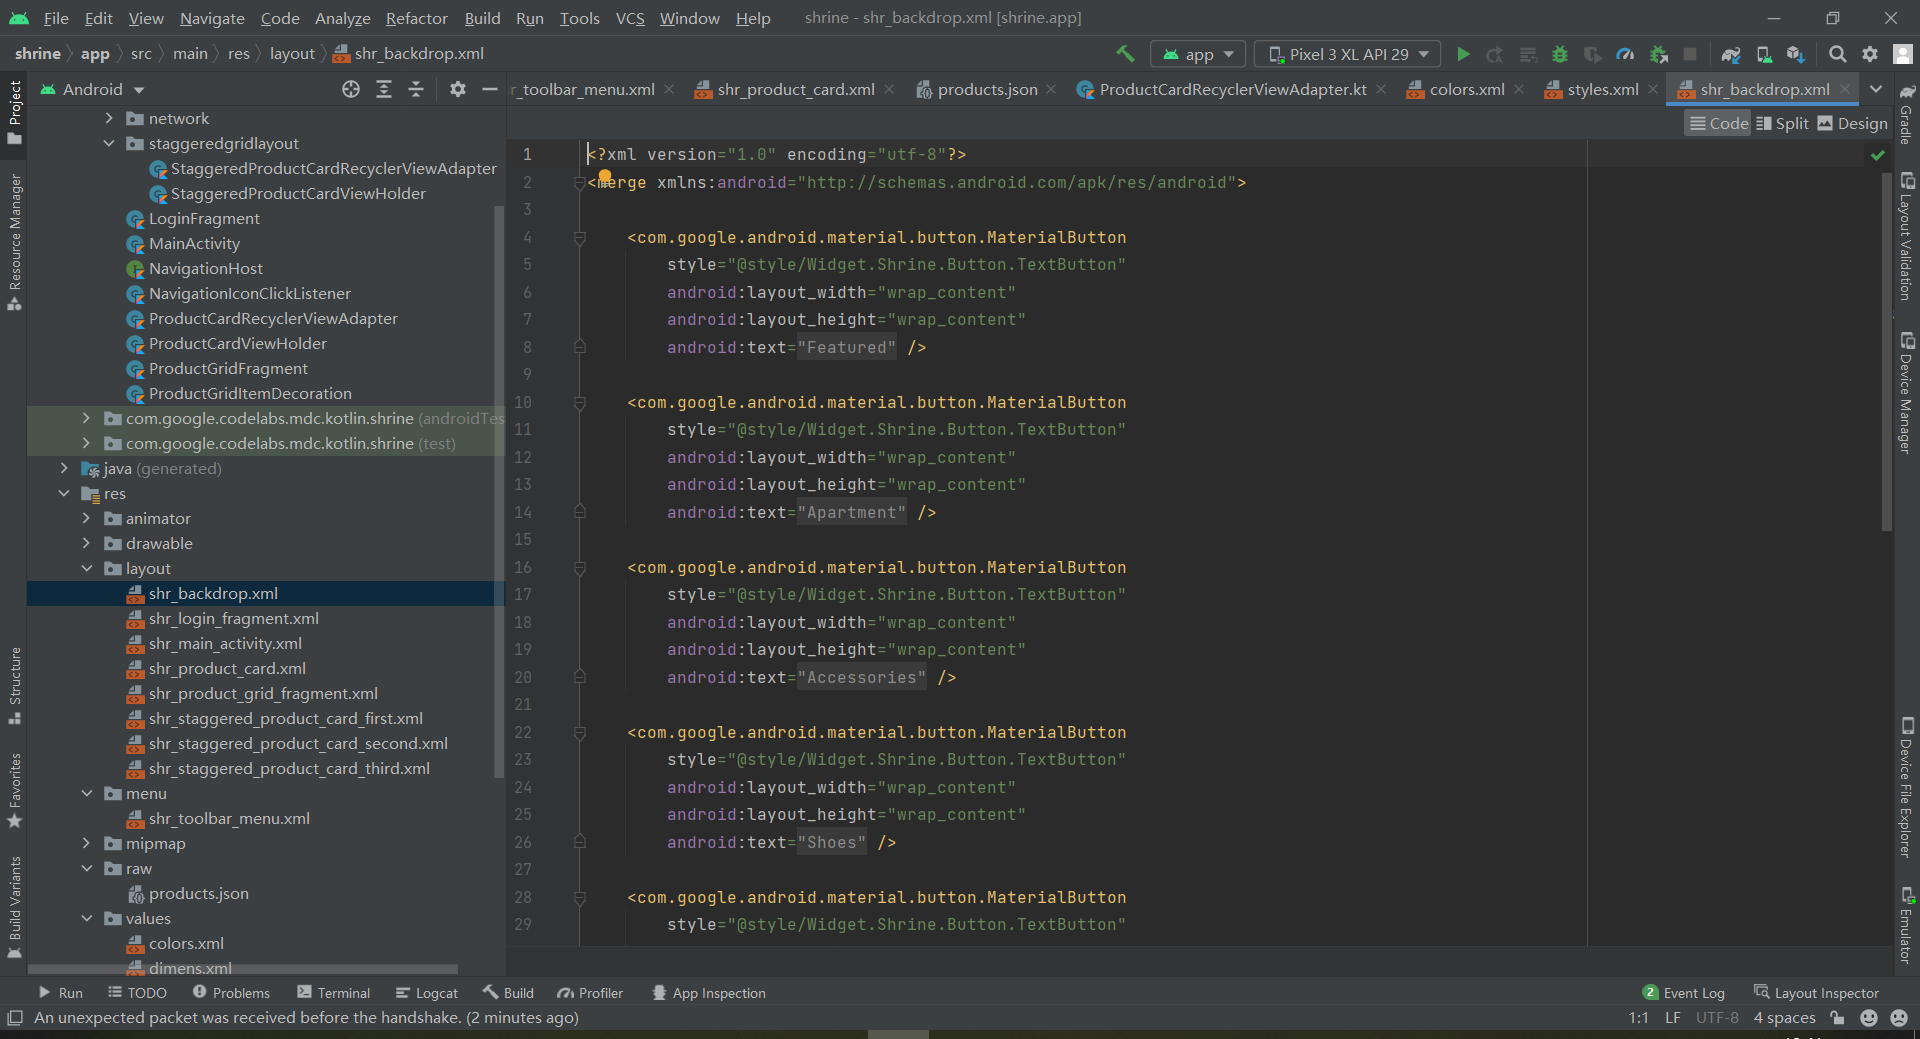 File Edit View Navigate Code Analyze Refactor Build Run Tools VCS Window Help shrine - shr_backdrop.xml [shrine.app]
shrine app src main res layout shr_backdrop.xml app Pixel 3 XL API 29
Android
r_toolbar_menu.xml shr_product_card.xml products.json ProductCardRecyclerViewAdapter.kt colors.xml styles.xml shr_backdrop.xml
Code Split Design
Project
Resource Manager
Structure
Favorites
Build Variants
network
staggeredgridlayout
StaggeredProductCardRecyclerViewAdapter
StaggeredProductCardViewHolder
LoginFragment
MainActivity
NavigationHost
NavigationIconClickListener
ProductCardRecyclerViewAdapter
ProductCardViewHolder
ProductGridFragment
ProductGridItemDecoration
com.google.codelabs.mdc.kotlin.shrine (androidTes
com.google.codelabs.mdc.kotlin.shrine (test)
java (generated)
res
animator
drawable
layout
shr_backdrop.xml
shr_login_fragment.xml
shr_main_activity.xml
shr_product_card.xml
shr_product_grid_fragment.xml
shr_staggered_product_card_first.xml
shr_staggered_product_card_second.xml
shr_staggered_product_card_third.xml
menu
shr_toolbar_menu.xml
mipmap
raw
products.json
values
colors.xml
dimens.xml
1 <?xml version="1.0" encoding="utf-8"?>
2 <merge xmlns:android="http://schemas.android.com/apk/res/android">
3
4 <com.google.android.material.button.MaterialButton
5 style="@style/Widget.Shrine.Button.TextButton"
6 android:layout_width="wrap_content"
7 android:layout_height="wrap_content"
8 android:text="Featured" />
9
10 <com.google.android.material.button.MaterialButton
11 style="@style/Widget.Shrine.Button.TextButton"
12 android:layout_width="wrap_content"
13 android:layout_height="wrap_content"
14 android:text="Apartment" />
15
16 <com.google.android.material.button.MaterialButton
17 style="@style/Widget.Shrine.Button.TextButton"
18 android:layout_width="wrap_content"
19 android:layout_height="wrap_content"
20 android:text="Accessories" />
21
22 <com.google.android.material.button.MaterialButton
23 style="@style/Widget.Shrine.Button.TextButton"
24 android:layout_width="wrap_content"
25 android:layout_height="wrap_content"
26 android:text="Shoes" />
27
28 <com.google.android.material.button.MaterialButton
29 style="@style/Widget.Shrine.Button.TextButton"
Gradle
Layout Validation
Device Manager
Device File Explorer
Emulator
Run TODO Problems Terminal Logcat Build Profiler App Inspection 2 Event Log Layout Inspector
An unexpected packet was received before the handshake. (2 minutes ago) 1:1 LF UTF-8 4 spaces